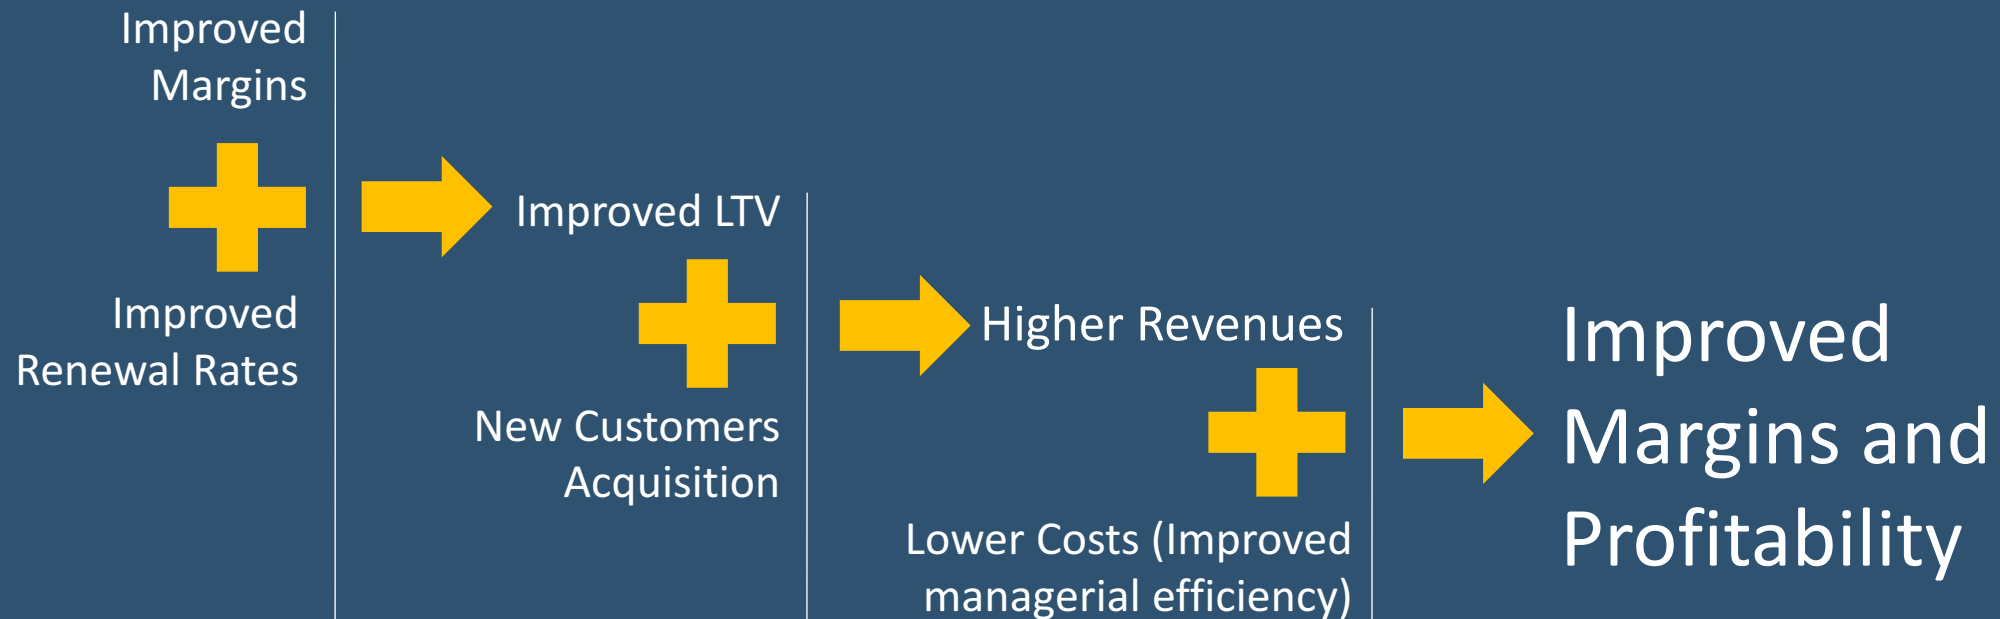 Improved
Margins
Improved
Renewal Rates
Improved LTV
New Customers
Acquisition
Higher Revenues
Lower Costs (Improved
managerial efficiency)
Improved
Margins and
Profitability